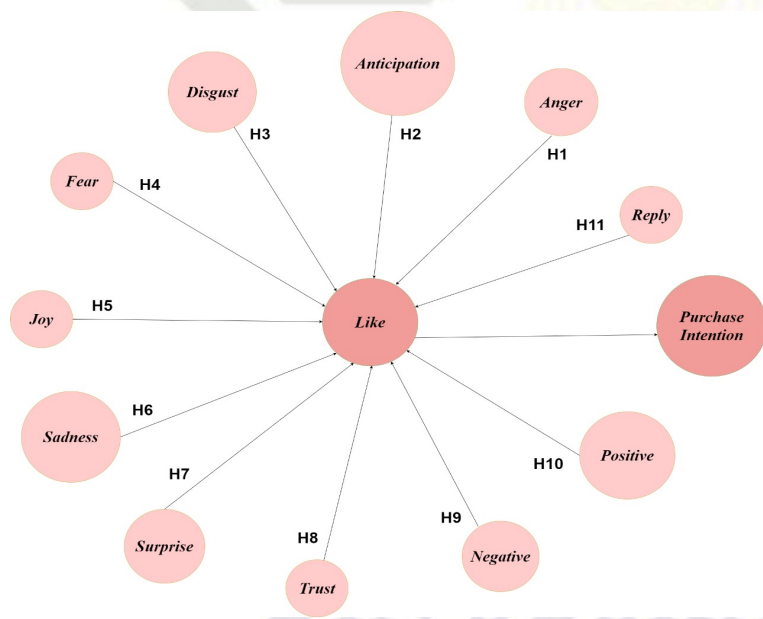 Anticipation
Disgust
Anger
H3
H2
H1
Fear
H4
Reply
H11
Joy
H5
Like
Purchase
Intention
Sadness
H6
Positive
H10
H7
H9
Surprise
H8
Negative
Trust